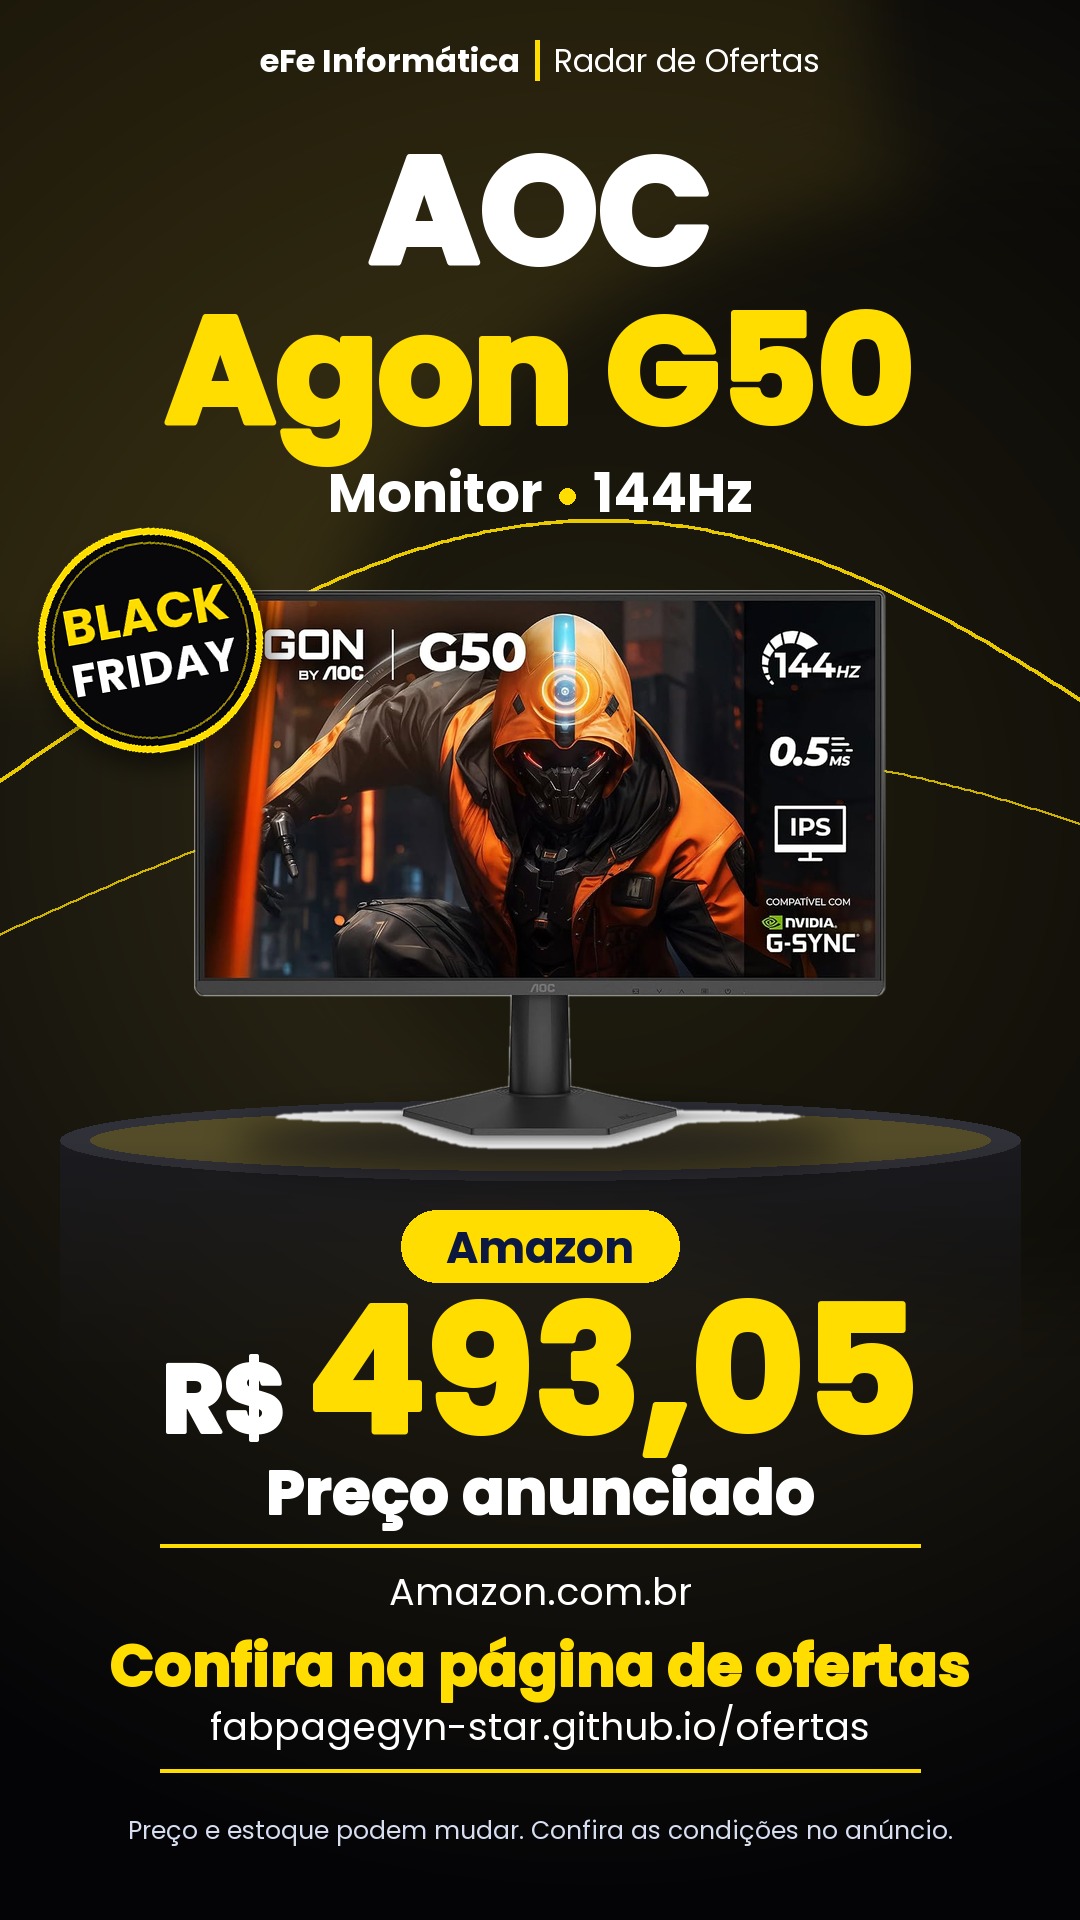 eFe Informática | Radar de Ofertas
AOC
Agon G50
Monitor • 144Hz
BLACK
FRIDAY
GON
BY AOC
G50
144HZ
0.5MS
IPS
COMPATÍVEL COM
NVIDIA.
G-SYNC
AOC
Amazon
R$ 493,05
Preço anunciado
Amazon.com.br
Confira na página de ofertas
fabpagegyn-star.github.io/ofertas
Preço e estoque podem mudar. Confira as condições no anúncio.